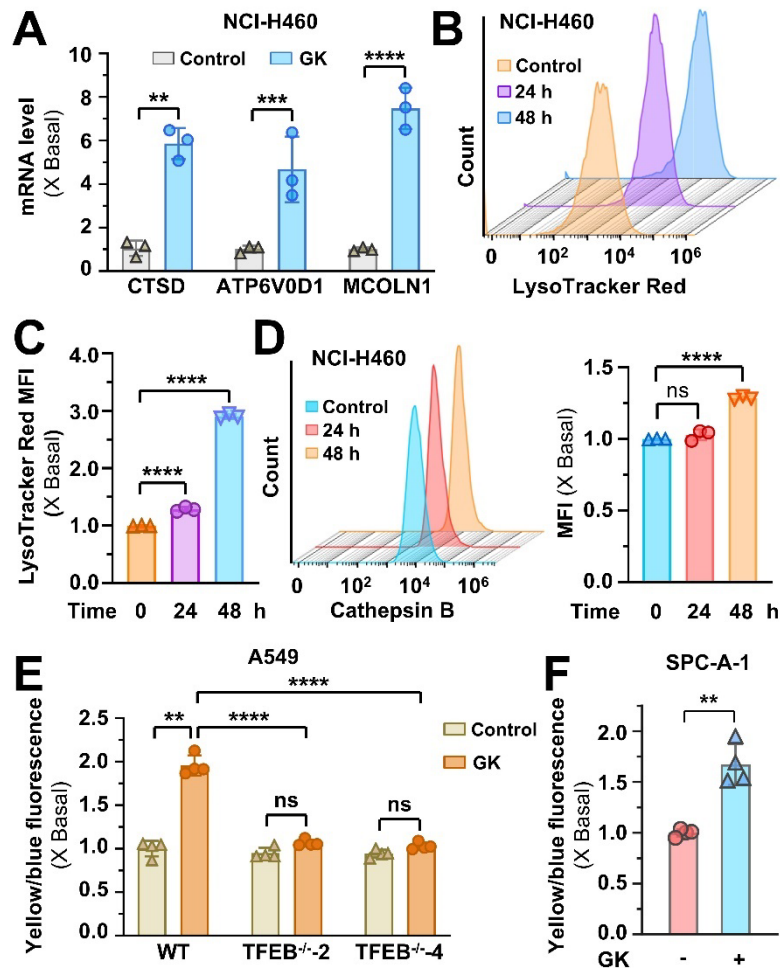 A
NCI-H460
Control
GK
mRNA level
(X Basal)
10
8
6
4
2
1
0
**
***
****
CTSD
ATP6V0D1
MCOLN1
B
NCI-H460
Control
24 h
48 h
Count
0
10²
10⁴
10⁶
LysoTracker Red
C
LysoTracker Red MFI
(X Basal)
4.0
3.0
2.0
1.0
0.0
****
****
Time 0 24 48 h
D
NCI-H460
Control
24 h
48 h
Count
0 10² 10⁴ 10⁶
Cathepsin B
MFI (X Basal)
1.5
1.0
0.5
0.0
****
ns
Time 0 24 48 h
E
A549
Yellow/blue fluorescence
(X Basal)
2.5
2.0
1.5
1.0
0.5
0.0
**
****
****
ns
ns
Control
GK
WT
TFEB⁻/⁻-2
TFEB⁻/⁻-4
F
SPC-A-1
Yellow/blue fluorescence
(X Basal)
2.0
1.5
1.0
0.5
0.0
**
GK - +